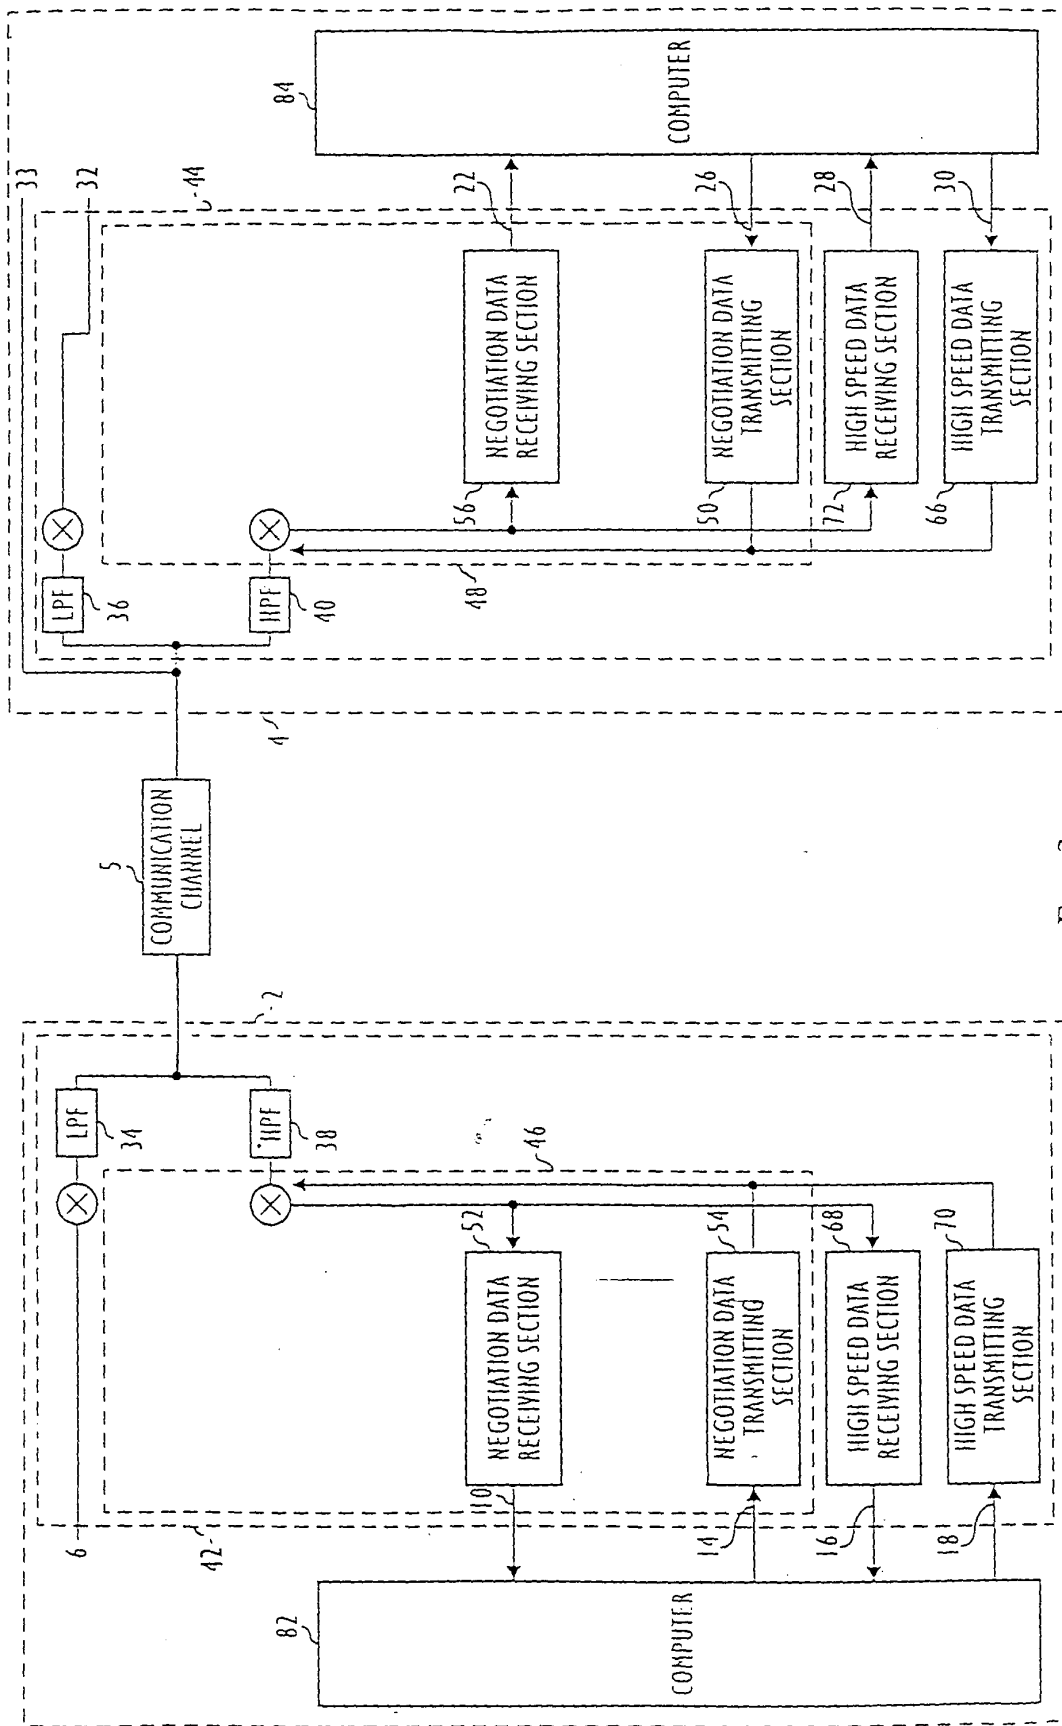 2
42
6
LPF
34
HPF
38
46
NEGOTIATION DATA
RECEIVING SECTION
52
10
NEGOTIATION DATA
TRANSMITTING
SECTION
54
14
HIGH SPEED DATA
RECEIVING SECTION
68
16
HIGH SPEED DATA
TRANSMITTING
SECTION
70
18
82
COMPUTER
5
COMMUNICATION
CHANNEL
4
33
32
44
LPF
36
HPF
40
48
NEGOTIATION DATA
RECEIVING SECTION
56
22
NEGOTIATION DATA
TRANSMITTING
SECTION
50
26
HIGH SPEED DATA
RECEIVING SECTION
72
28
HIGH SPEED DATA
TRANSMITTING
SECTION
66
30
84
COMPUTER